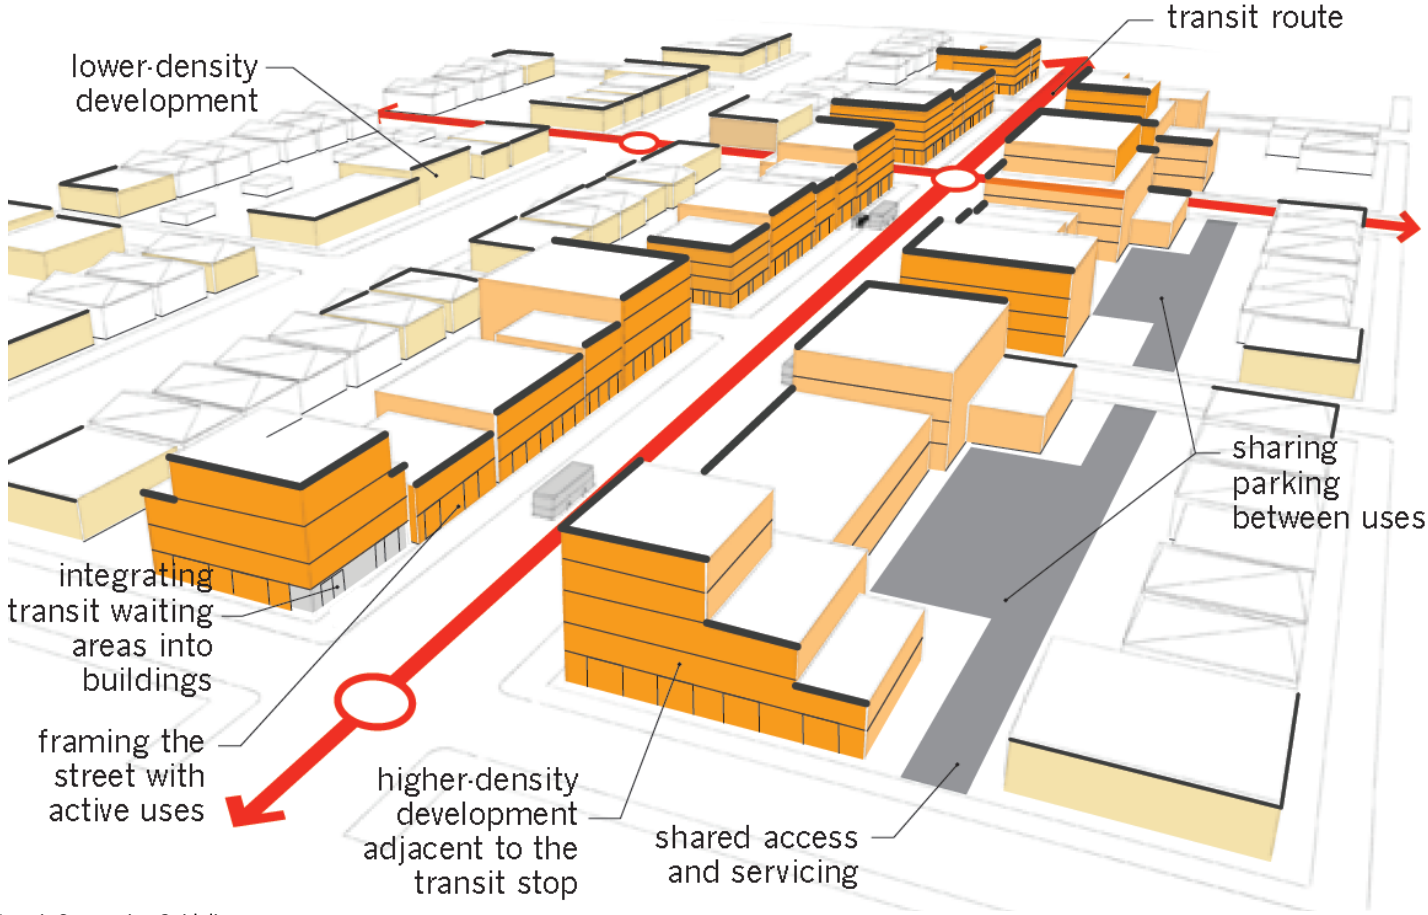 transit route
lower-density
development
sharing
parking
between uses
integrating
transit waiting
areas into
buildings
framing the
street with
active uses
higher-density
development
adjacent to the
transit stop
shared access
and servicing